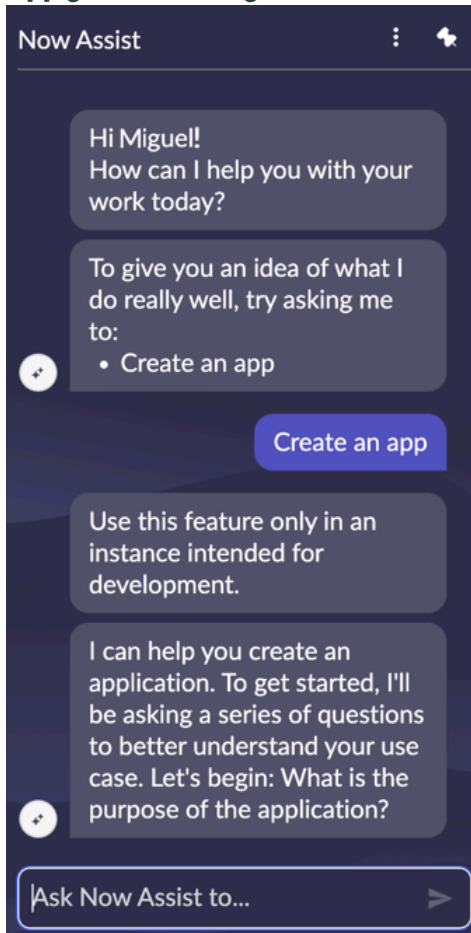 Now Assist
Hi Miguel!
How can I help you with your
work today?
To give you an idea of what I
do really well, try asking me
to:
• Create an app
Create an app
Use this feature only in an
instance intended for
development.
I can help you create an
application. To get started, I'll
be asking a series of questions
to better understand your use
case. Let's begin: What is the
purpose of the application?
Ask Now Assist to...